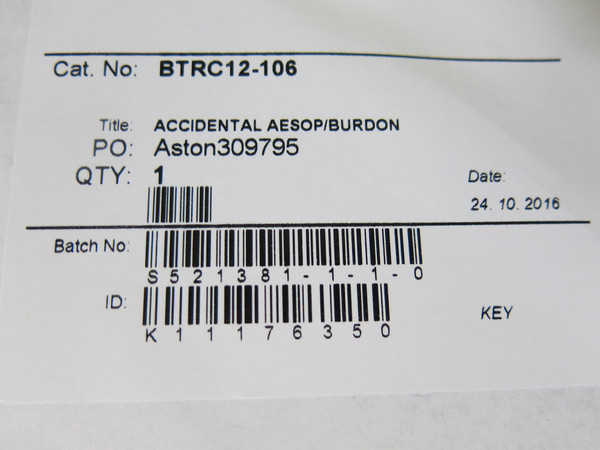 Cat. No: BTRC12-106
Title: ACCIDENTAL AESOP/BURDON
PO: Aston309795
QTY: 1
Date:
24. 10. 2016
Batch No:
S521381-1-1-0
ID:
K11176350
KEY